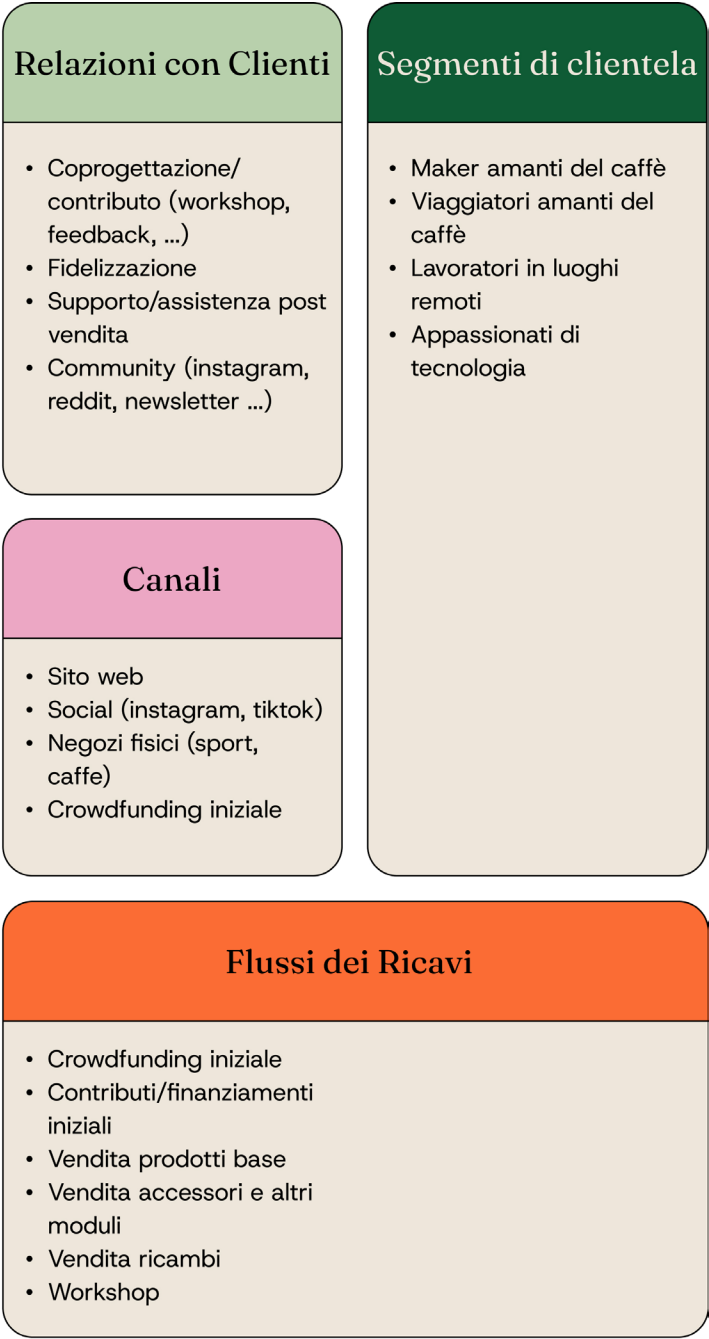 Relazioni con Clienti
• Coprogettazione/
contributo (workshop,
feedback, ...)
• Fidelizzazione
• Supporto/assistenza post
vendita
• Community (instagram,
reddit, newsletter ...)
Segmenti di clientela
• Maker amanti del caffè
• Viaggiatori amanti del
caffè
• Lavoratori in luoghi
remoti
• Appassionati di
tecnologia
Canali
• Sito web
• Social (instagram, tiktok)
• Negozi fisici (sport,
caffe)
• Crowdfunding iniziale
Flussi dei Ricavi
• Crowdfunding iniziale
• Contributi/finanziamenti
iniziali
• Vendita prodotti base
• Vendita accessori e altri
moduli
• Vendita ricambi
• Workshop